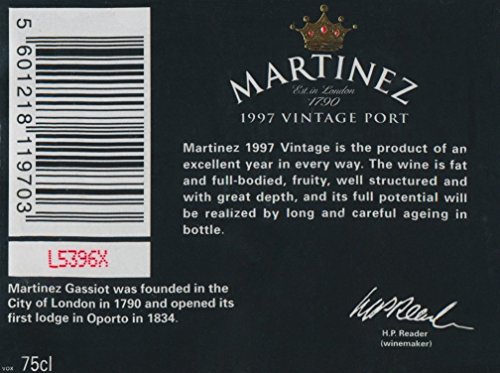 5 601218 119703
L5396X
MARTINEZ
Est. in London
1790
1997 VINTAGE PORT
Martinez 1997 Vintage is the product of an
excellent year in every way. The wine is fat
and full-bodied, fruity, well structured and
with great depth, and its full potential will
be realized by long and careful ageing in
bottle.
Martinez Gassiot was founded in the
City of London in 1790 and opened its
first lodge in Oporto in 1834.
H.P. Reader
(winemaker)
VOX 75cl